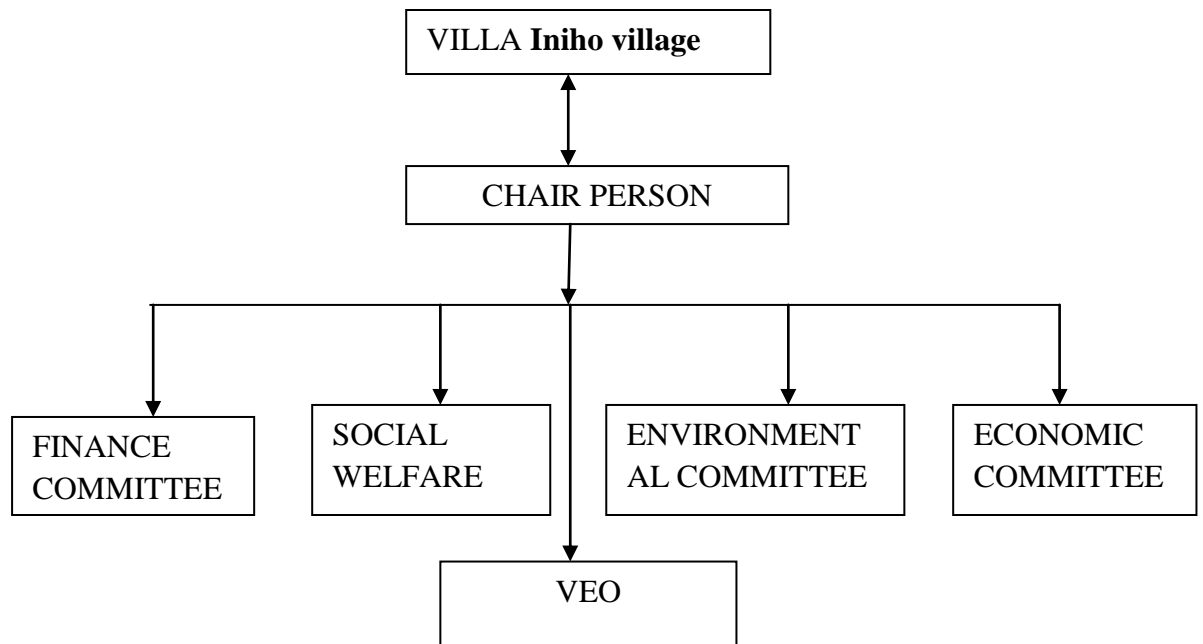 VILLA Iniho village
CHAIR PERSON
FINANCE
COMMITTEE
SOCIAL
WELFARE
ENVIRONMENT
AL COMMITTEE
ECONOMIC
COMMITTEE
VEO